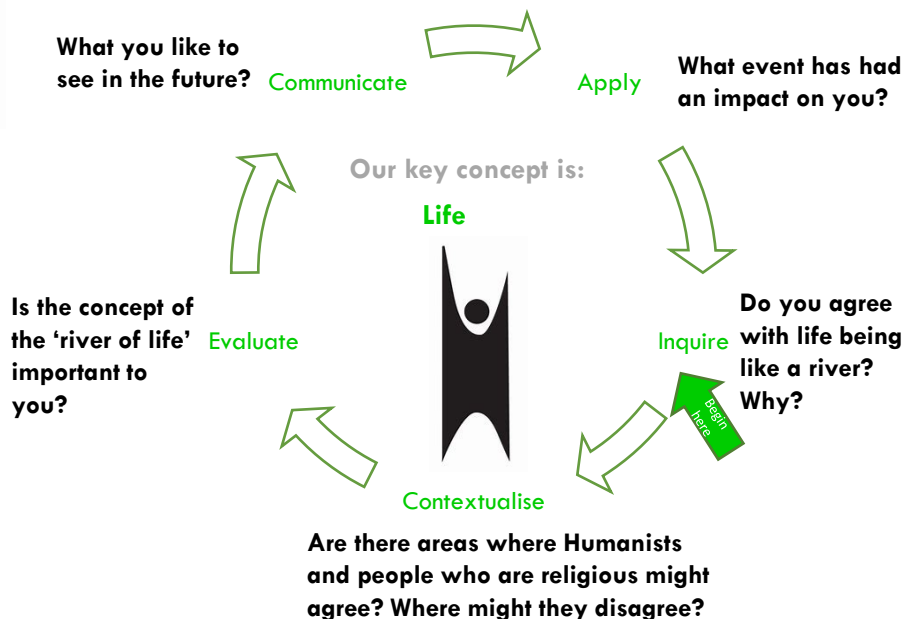 What you like to
see in the future?
Communicate
Apply
What event has had
an impact on you?
Our key concept is:
Life
Is the concept of
the ‘river of life’
important to
you?
Evaluate
Inquire
Do you agree
with life being
like a river?
Why?
Begin
here
Contextualise
Are there areas where Humanists
and people who are religious might
agree? Where might they disagree?